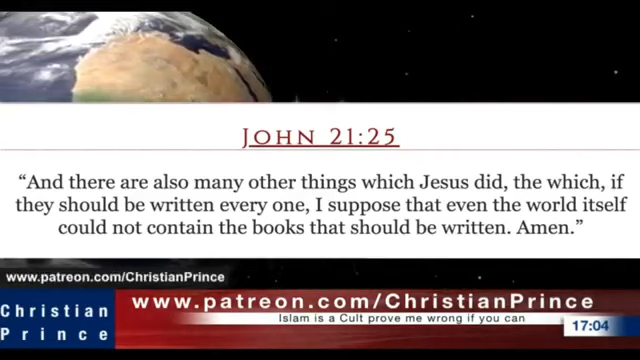 JOHN 21:25
“And there are also many other things which Jesus did, the which, if
they should be written every one, I suppose that even the world itself
could not contain the books that should be written. Amen.”
www.patreon.com/ChristianPrince
www.patreon.com/ChristianPrince
Islam is a Cult prove me wrong if you can
Christian
Prince
17:04